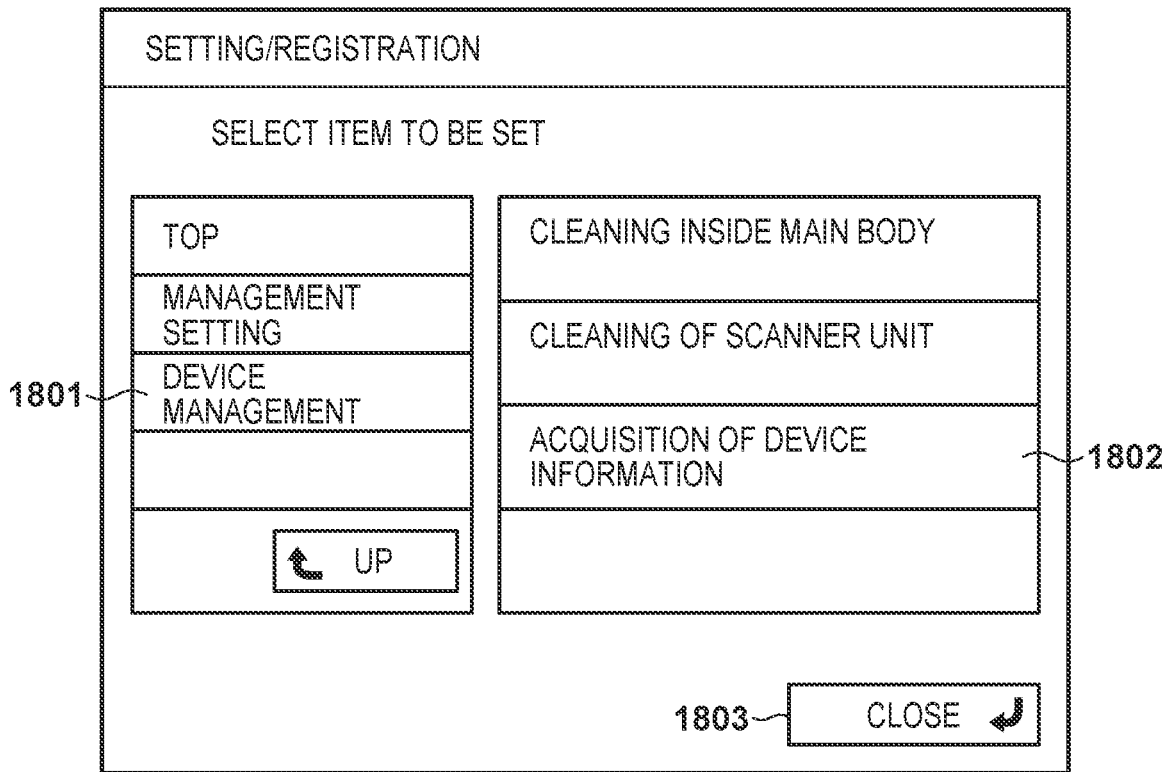 SETTING/REGISTRATION
SELECT ITEM TO BE SET
TOP
MANAGEMENT
SETTING
1801
DEVICE
MANAGEMENT
UP
CLEANING INSIDE MAIN BODY
CLEANING OF SCANNER UNIT
ACQUISITION OF DEVICE
INFORMATION
1802
1803
CLOSE